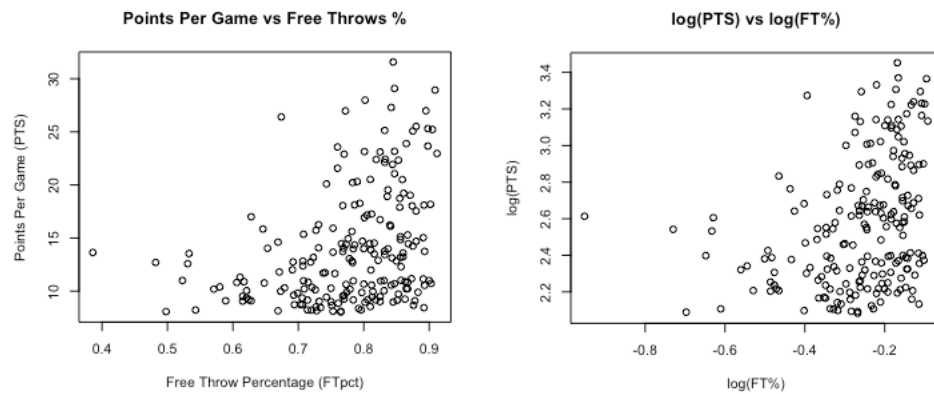 Points Per Game vs Free Throws %
Points Per Game (PTS)
30
25
20
15
10
0.4 0.5 0.6 0.7 0.8 0.9
Free Throw Percentage (FTpct)
log(PTS) vs log(FT%)
log(PTS)
3.4
3.2
3.0
2.8
2.6
2.4
2.2
-0.8 -0.6 -0.4 -0.2
log(FT%)